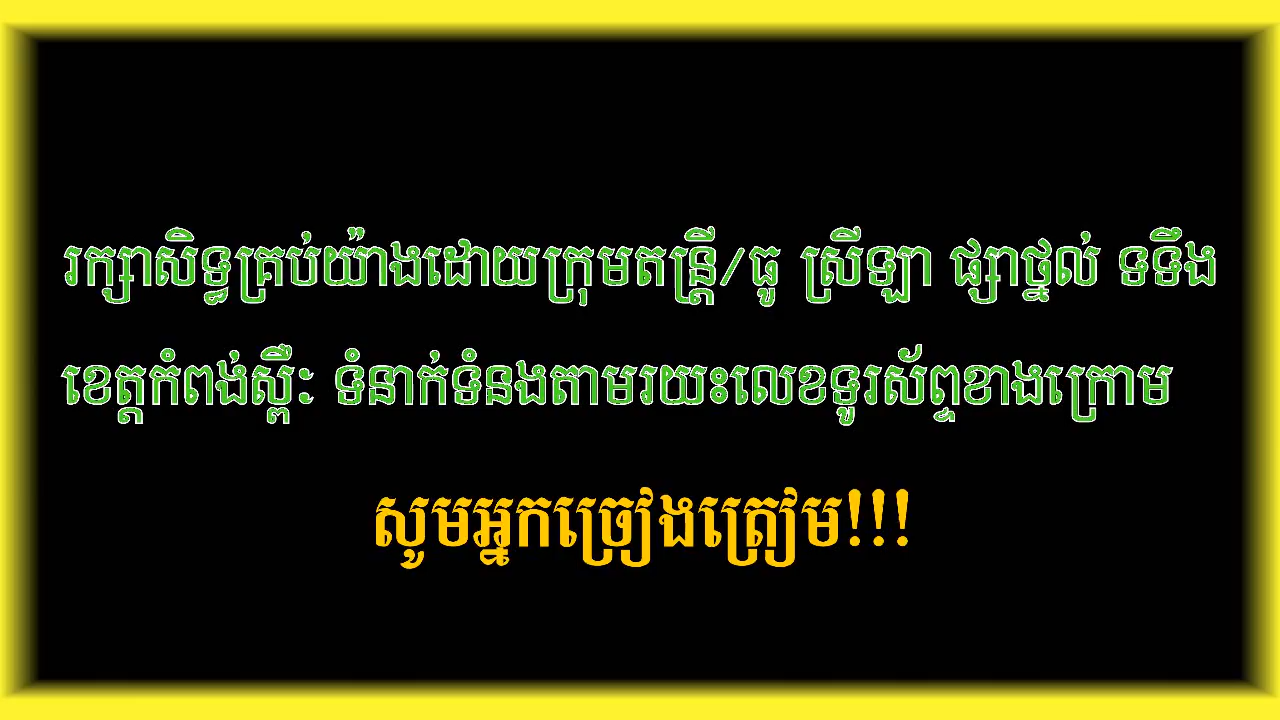 រក្សាសិទ្ធគ្រប់យ៉ាងដោយក្រុមតន្ត្រី/ធូ ស្រីឡា ផ្សាថ្នល់ ទទឹង
ខេត្តកំពង់ស្ពឺៈ ទំនាក់ទំនងតាមរយះលេខទូរស័ព្ទខាងក្រោម
សូមអ្នកច្រៀងត្រៀម!!!